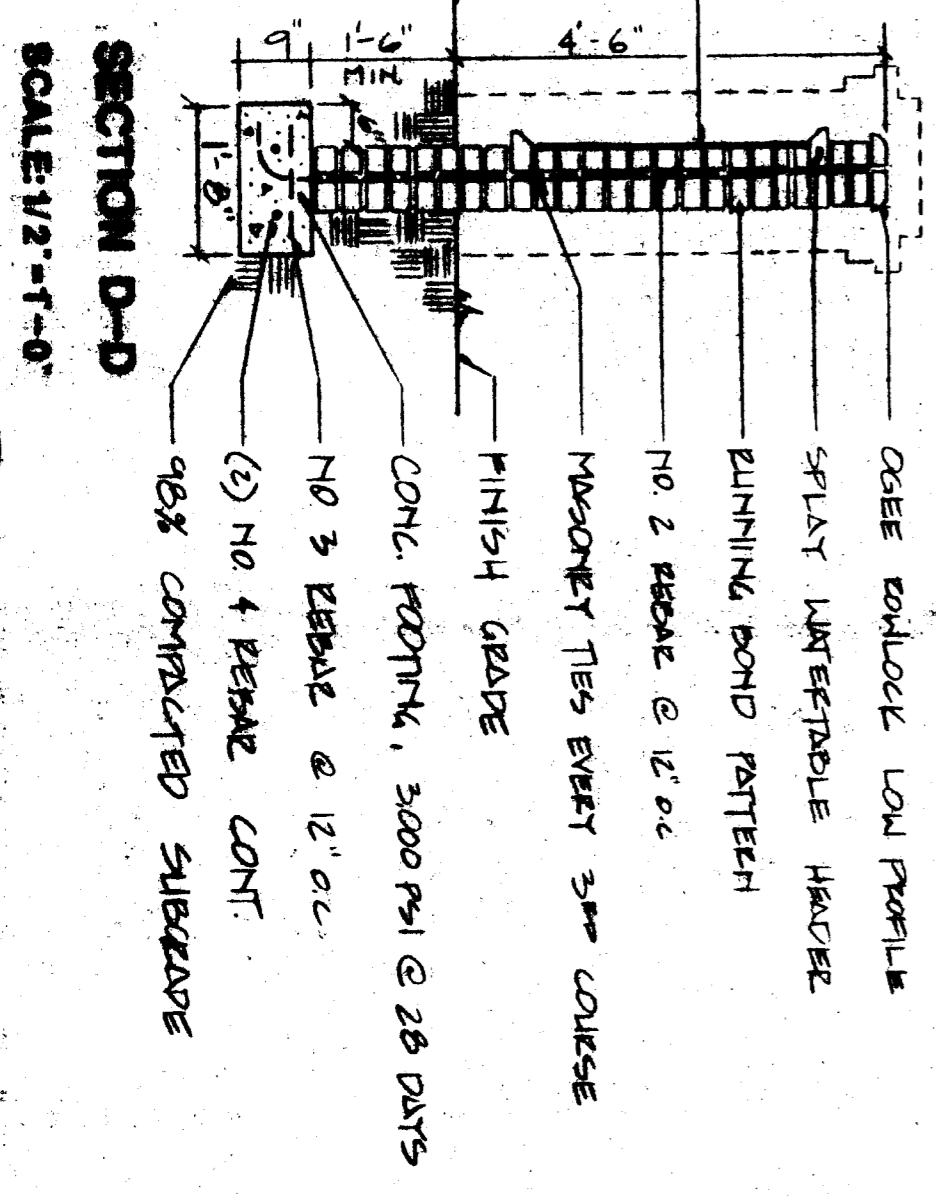 OGEE ROWLOCK LOW PROFILE
SPLAY WATERTABLE HEADER
RUNNING BOND PATTERN
NO. 2 REBAR @ 12" O.C
MASONRY TIES EVERY 3RD COURSE
FINISH GRADE
CONC. FOOTING, 3000 PSI @ 28 DAYS
NO 3 REBAR @ 12" O.C.
(2) NO. 4 REBAR CONT.
98% COMPACTED SUBGRADE
4'-6"
1'-6"
MIN
9"
6"
1'-8"
SECTION D-D
SCALE: 1/2"=1'-0"